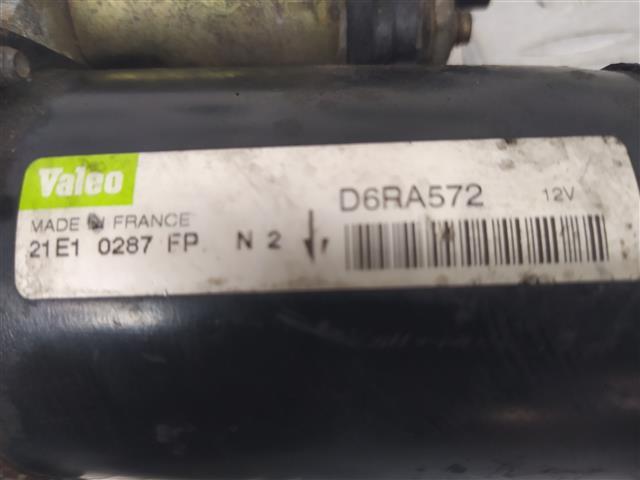 Valeo
MADE IN FRANCE
21E1 0287 FP N 2
D6RA572 12V